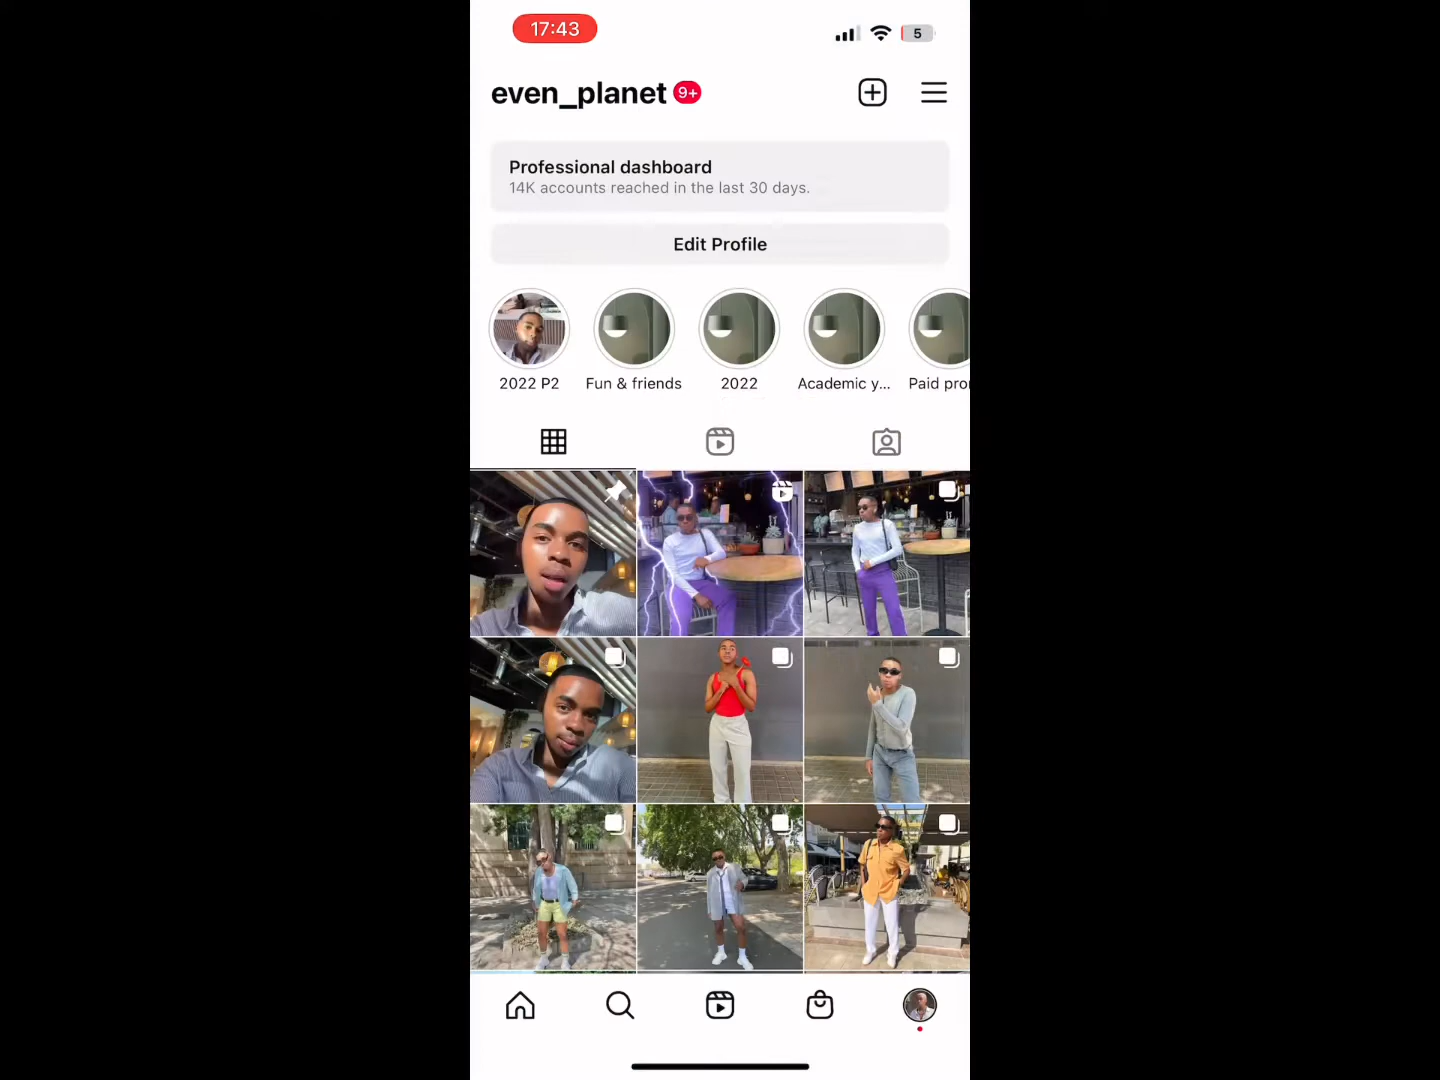 17:43
5
even_planet 9+
Professional dashboard
14K accounts reached in the last 30 days.
Edit Profile
2022 P2 Fun & friends 2022 Academic y... Paid pro